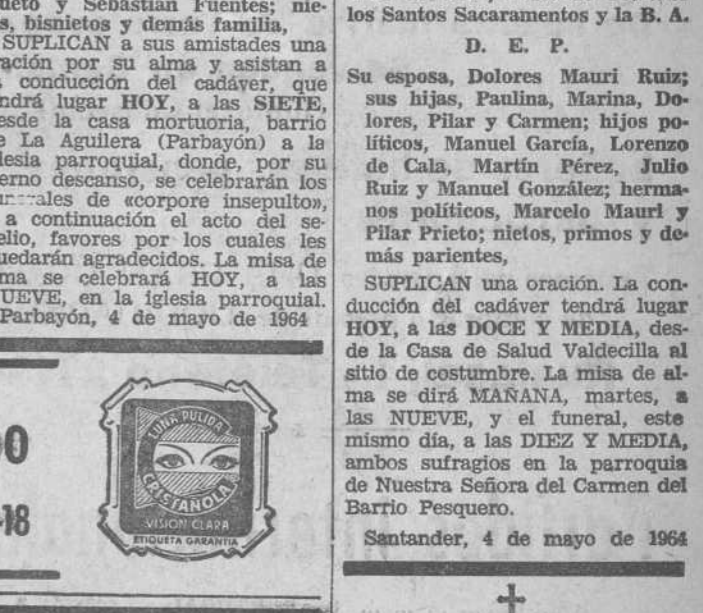 y Sebastián Fuentes; nie-
bisnietos y demás familia,
SUPLICAN a sus amistades una
por su alma y asistan a
conducción del cadáver, que
lugar HOY, a las SIETE,
la casa mortuoria, barrio
La Aguilera (Parbayón) a la
parroquial, donde, por su
descanso, se celebrarán los
de «corpore insepulto»,
a continuación el acto del se-
favores por los cuales les
agradecidos. La misa de
se celebrará HOY, a las
en la iglesia parroquial.
Parbayón, 4 de mayo de 1964
-18
LUNA PULIDA
CRISTAÑOLA
VISION CLARA
ETIQUETA GARANTIA
los Santos Sacramentos y la B. A.
D. E. P.
Su esposa, Dolores Mauri Ruiz;
sus hijas, Paulina, Marina, Do-
lores, Pilar y Carmen; hijos po-
líticos, Manuel García, Lorenzo
de Cala, Martín Pérez, Julio
Ruiz y Manuel González; herma-
nos políticos, Marcelo Mauri y
Pilar Prieto; nietos, primos y de-
más parientes,
SUPLICAN una oración. La con-
ducción del cadáver tendrá lugar
HOY, a las DOCE Y MEDIA, des-
de la Casa de Salud Valdecilla al
sitio de costumbre. La misa de al-
ma se dirá MAÑANA, martes, a
las NUEVE, y el funeral, este
mismo día, a las DIEZ Y MEDIA,
ambos sufragios en la parroquia
de Nuestra Señora del Carmen del
Barrio Pesquero.
Santander, 4 de mayo de 1964